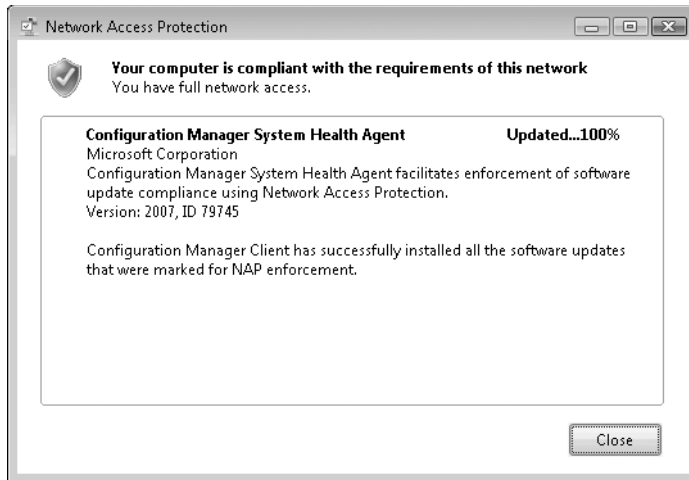 Network Access Protection
Your computer is compliant with the requirements of this network
You have full network access.
Configuration Manager System Health Agent Updated...100%
Microsoft Corporation
Configuration Manager System Health Agent facilitates enforcement of software
update compliance using Network Access Protection.
Version: 2007, ID 79745
Configuration Manager Client has successfully installed all the software updates
that were marked for NAP enforcement.
Close